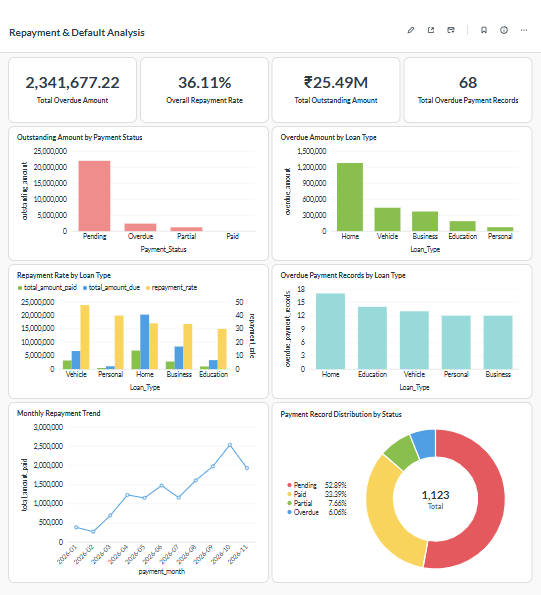 Repayment & Default Analysis
2,341,677.22
Total Overdue Amount
36.11%
Overall Repayment Rate
₹25.49M
Total Outstanding Amount
68
Total Overdue Payment Records
Outstanding Amount by Payment Status
25,000,000
20,000,000
15,000,000
10,000,000
5,000,000
0
outstanding_amount
Pending Overdue Partial Paid
Payment_Status
Overdue Amount by Loan Type
1,500,000
1,200,000
900,000
600,000
300,000
0
overdue_amount
Home Vehicle Business Education Personal
Loan_Type
Repayment Rate by Loan Type
total_amount_paid total_amount_due repayment_rate
25,000,000 50
20,000,000 40
15,000,000 30
10,000,000 20
5,000,000 10
0 0
repayment_rate
Vehicle Personal Home Business Education
Loan_Type
Overdue Payment Records by Loan Type
18
15
12
9
6
3
0
overdue_payment_records
Home Education Vehicle Personal Business
Loan_Type
Monthly Repayment Trend
3,000,000
2,500,000
2,000,000
1,500,000
1,000,000
500,000
0
total_amount_paid
2026-01 2026-02 2026-03 2026-04 2026-05 2026-06 2026-07 2026-08 2026-09 2026-10 2026-11
payment_month
Payment Record Distribution by Status
Pending 52.89%
Paid 33.39%
Partial 7.66%
Overdue 6.06%
1,123
Total